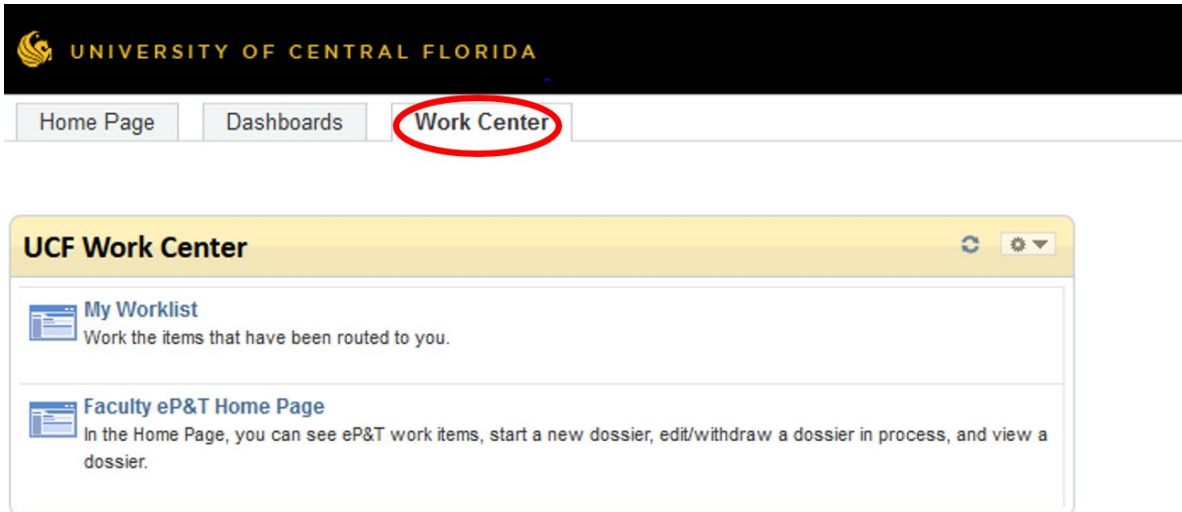 UNIVERSITY OF CENTRAL FLORIDA
Home Page Dashboards Work Center
UCF Work Center
My Worklist
Work the items that have been routed to you.
Faculty eP&T Home Page
In the Home Page, you can see eP&T work items, start a new dossier, edit/withdraw a dossier in process, and view a
dossier.